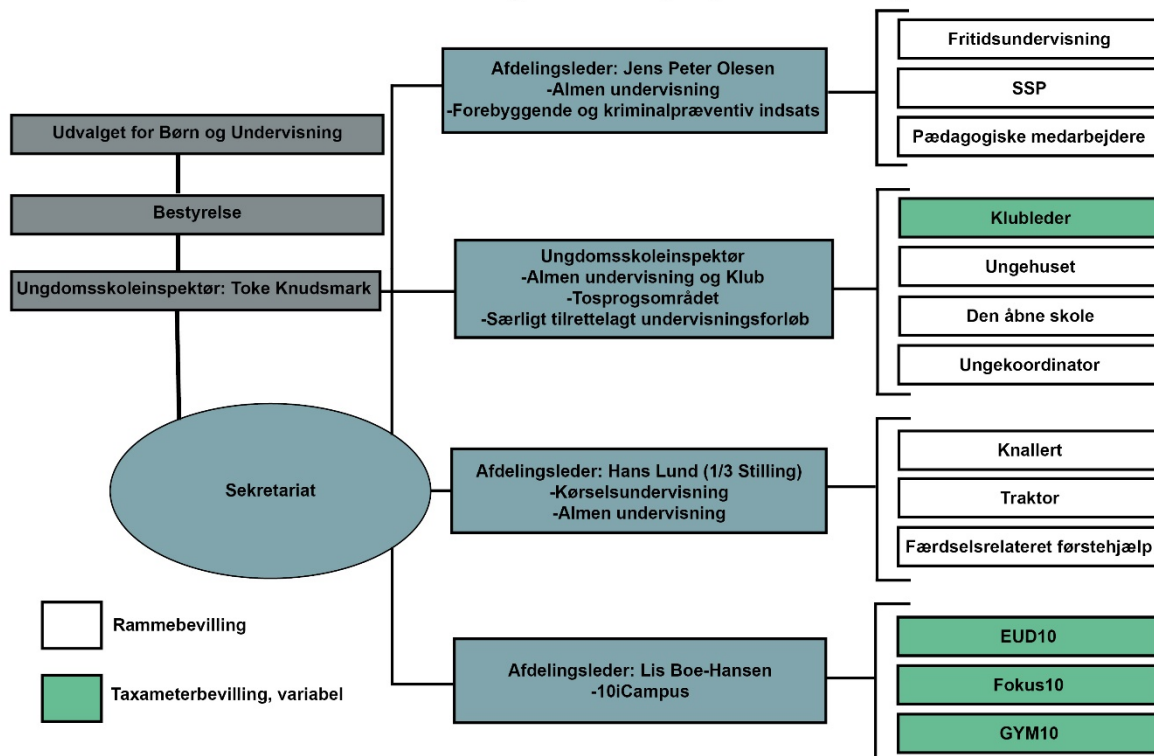 Udvalget for Børn og Undervisning
Bestyrelse
Ungdomsskoleinspektør: Toke Knudsmark
Sekretariat
Rammebevilling
Taxameterbevilling, variabel
Afdelingsleder: Jens Peter Olesen
-Almen undervisning
-Forebyggende og kriminalpræventiv indsats
Fritidsundervisning
SSP
Pædagogiske medarbejdere
Ungdomsskoleinspektør
-Almen undervisning og Klub
-Tosprogsområdet
-Særligt tilrettelagt undervisningsforløb
Klubleder
Ungehuset
Den åbne skole
Ungekoordinator
Afdelingsleder: Hans Lund (1/3 Stilling)
-Kørselsundervisning
-Almen undervisning
Knallert
Traktor
Færdselsrelateret førstehjælp
Afdelingsleder: Lis Boe-Hansen
-10iCampus
EUD10
Fokus10
GYM10